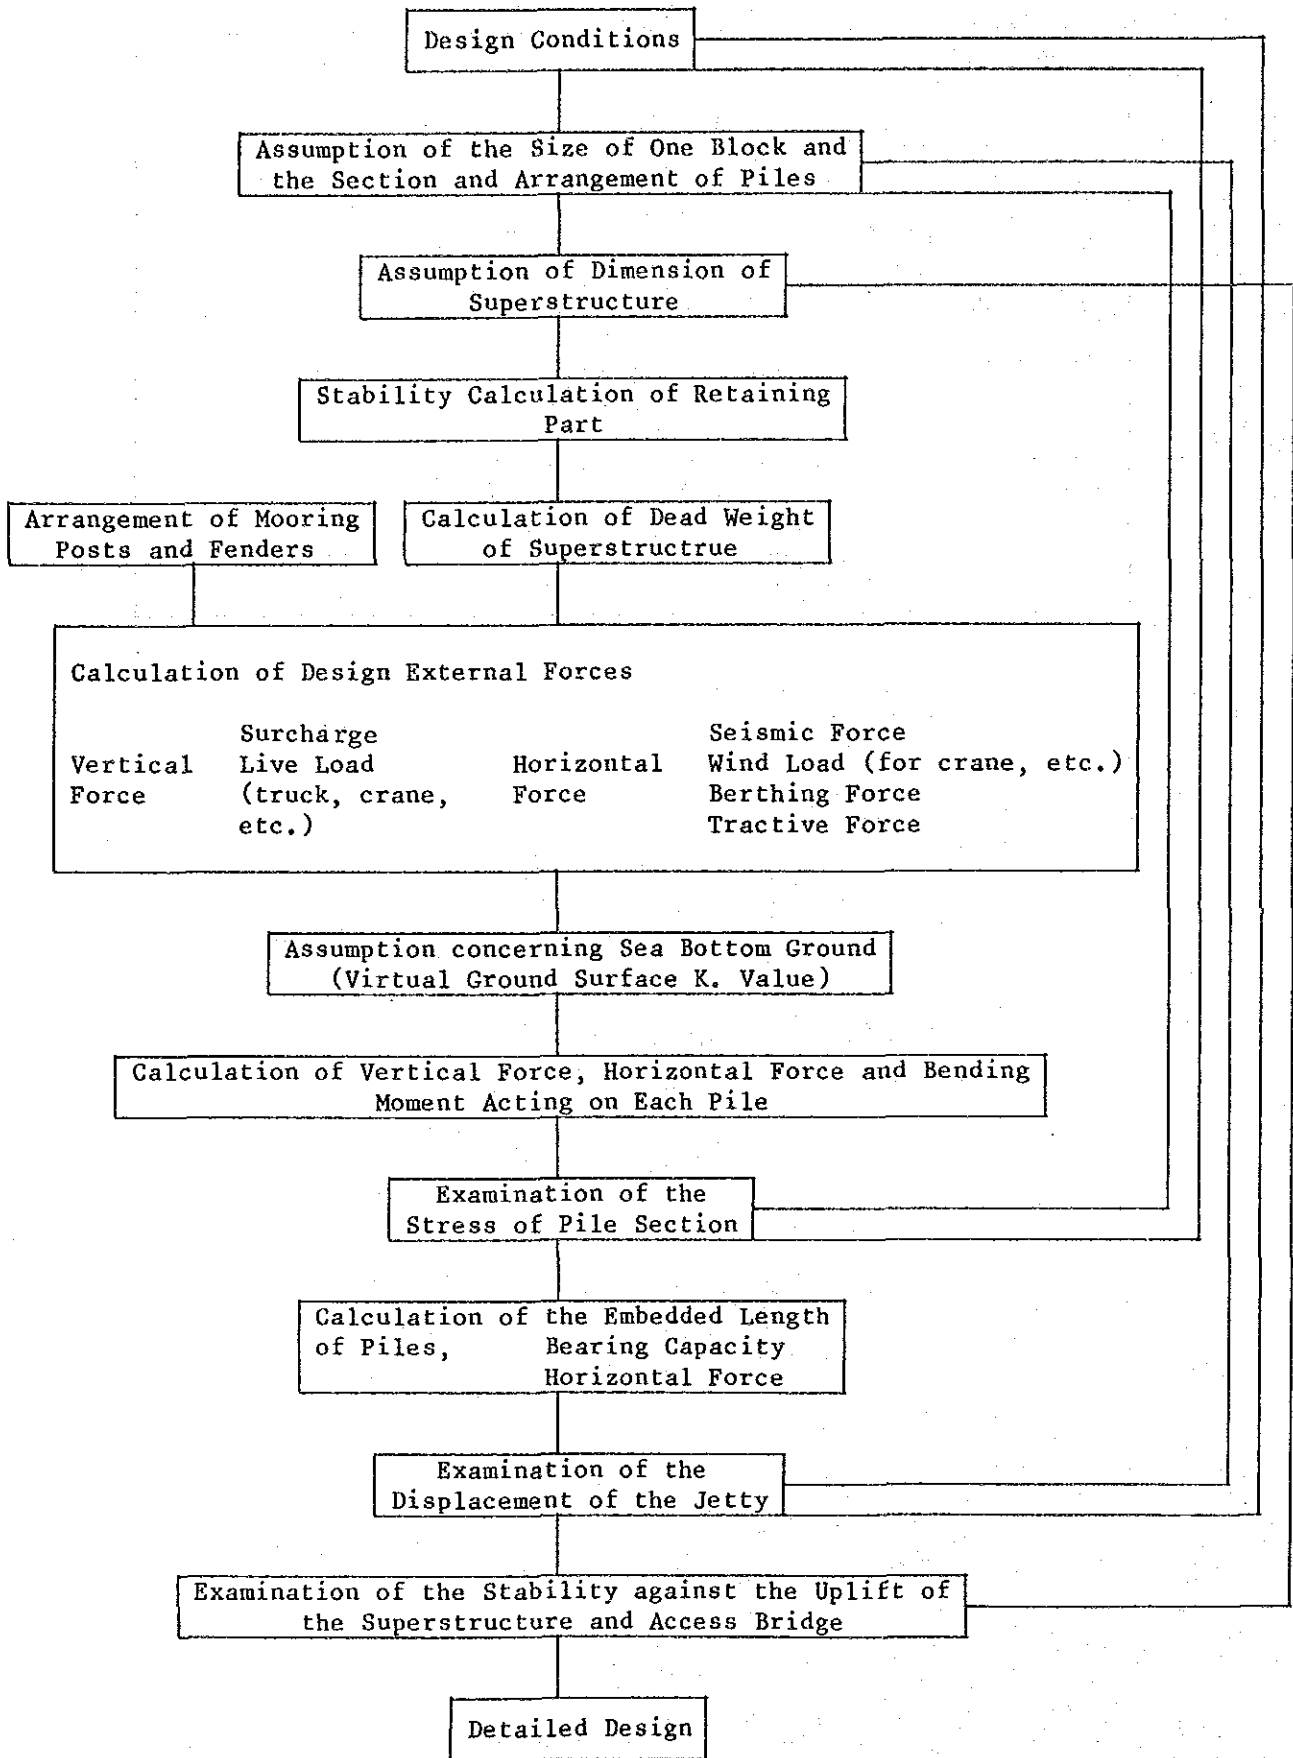 Design Conditions
Assumption of the Size of One Block and
the Section and Arrangement of Piles
Assumption of Dimension of
Superstructure
Stability Calculation of Retaining
Part
Arrangement of Mooring
Posts and Fenders
Calculation of Dead Weight
of Superstructrue
Calculation of Design External Forces
Vertical
Force
Surcharge
Live Load
(truck, crane,
etc.)
Horizontal
Force
Seismic Force
Wind Load (for crane, etc.)
Berthing Force
Tractive Force
Assumption concerning Sea Bottom Ground
(Virtual Ground Surface K. Value)
Calculation of Vertical Force, Horizontal Force and Bending
Moment Acting on Each Pile
Examination of the
Stress of Pile Section
Calculation of the Embedded Length
of Piles, Bearing Capacity
Horizontal Force
Examination of the
Displacement of the Jetty
Examination of the Stability against the Uplift of
the Superstructure and Access Bridge
Detailed Design